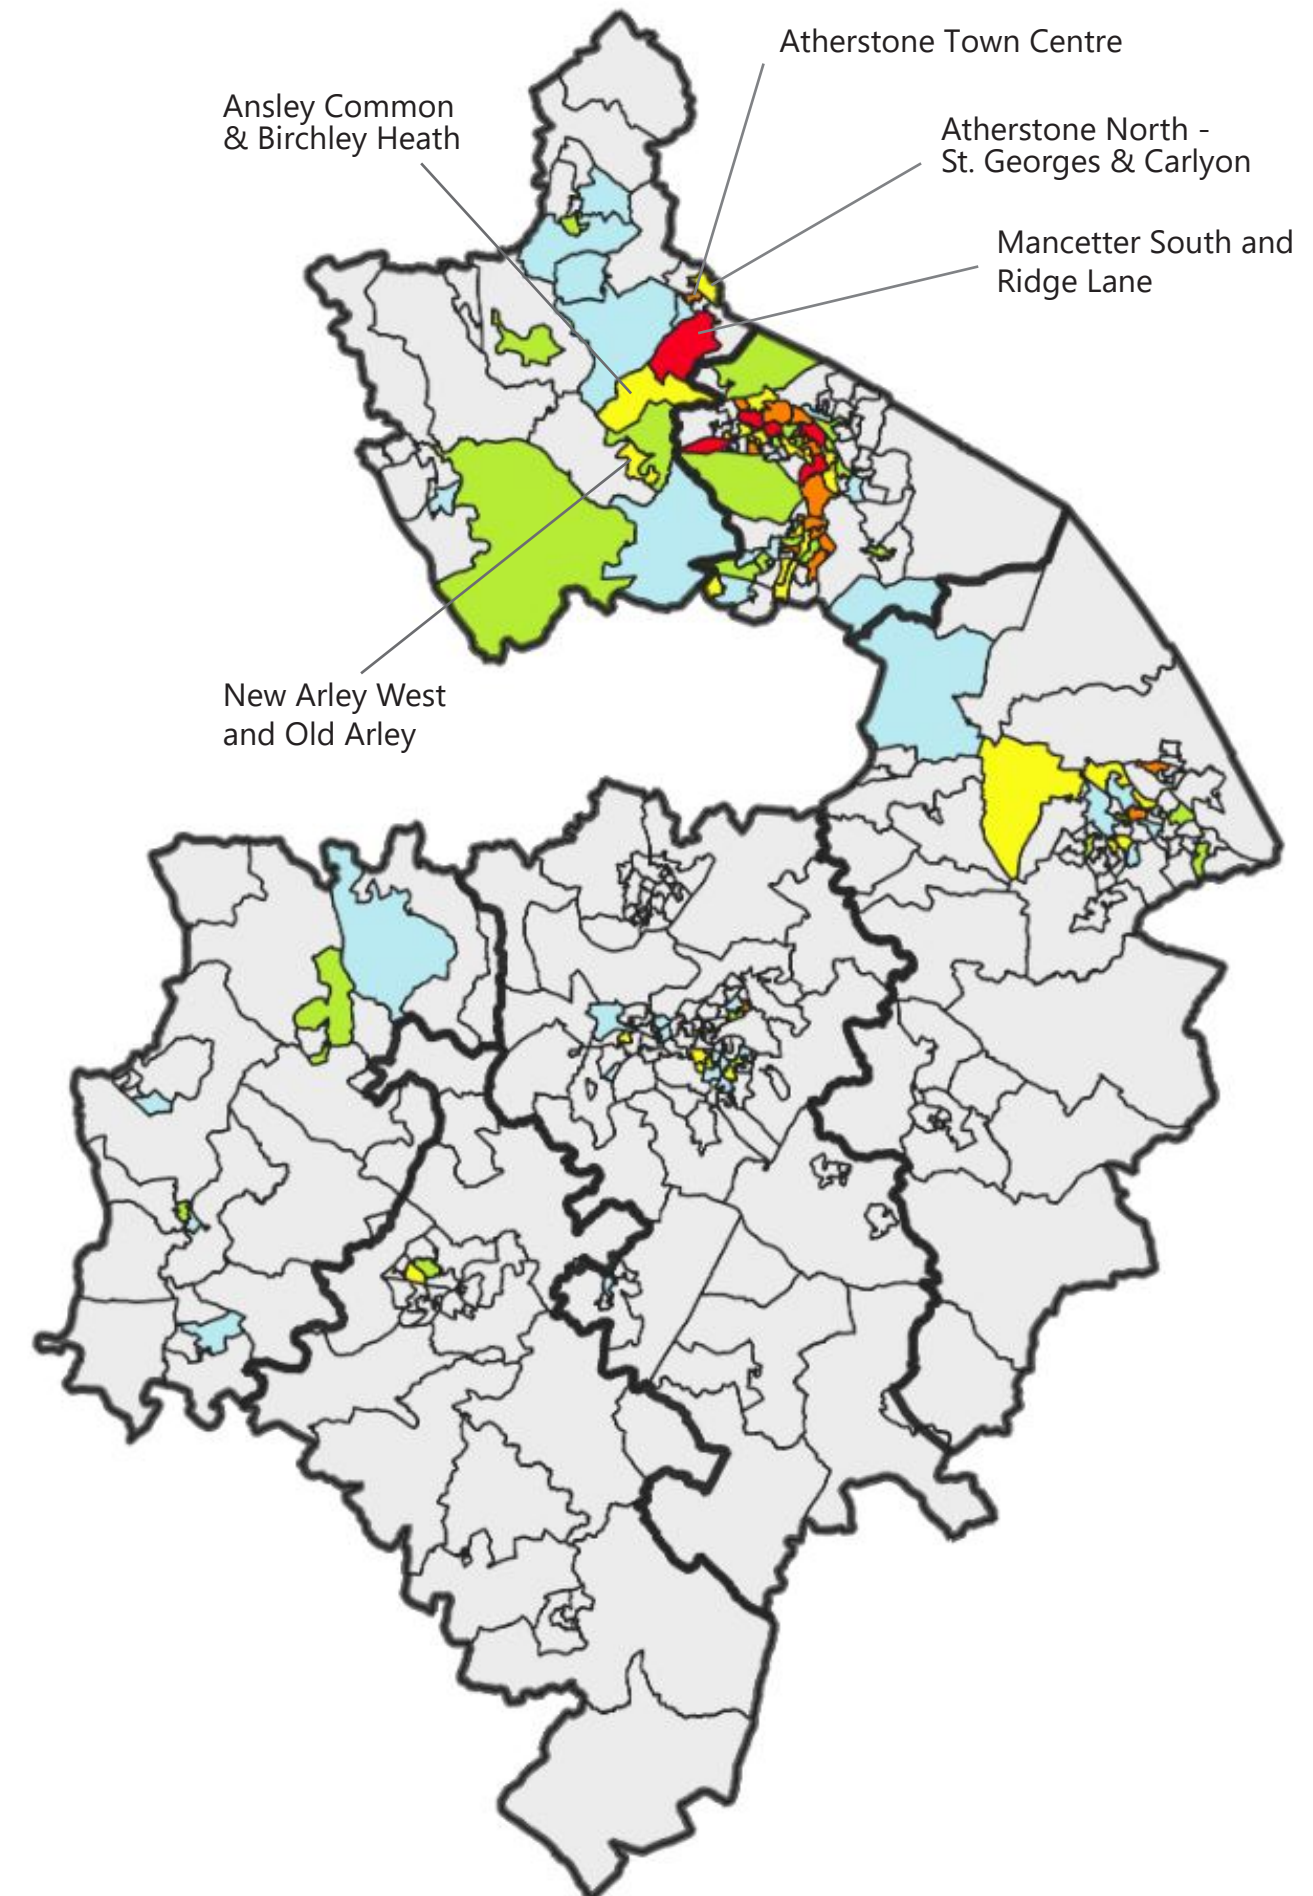 Atherstone Town Centre
Ansley Common
& Birchley Heath
Atherstone North -
St. Georges & Carlyon
Mancetter South and
Ridge Lane
New Arley West
and Old Arley